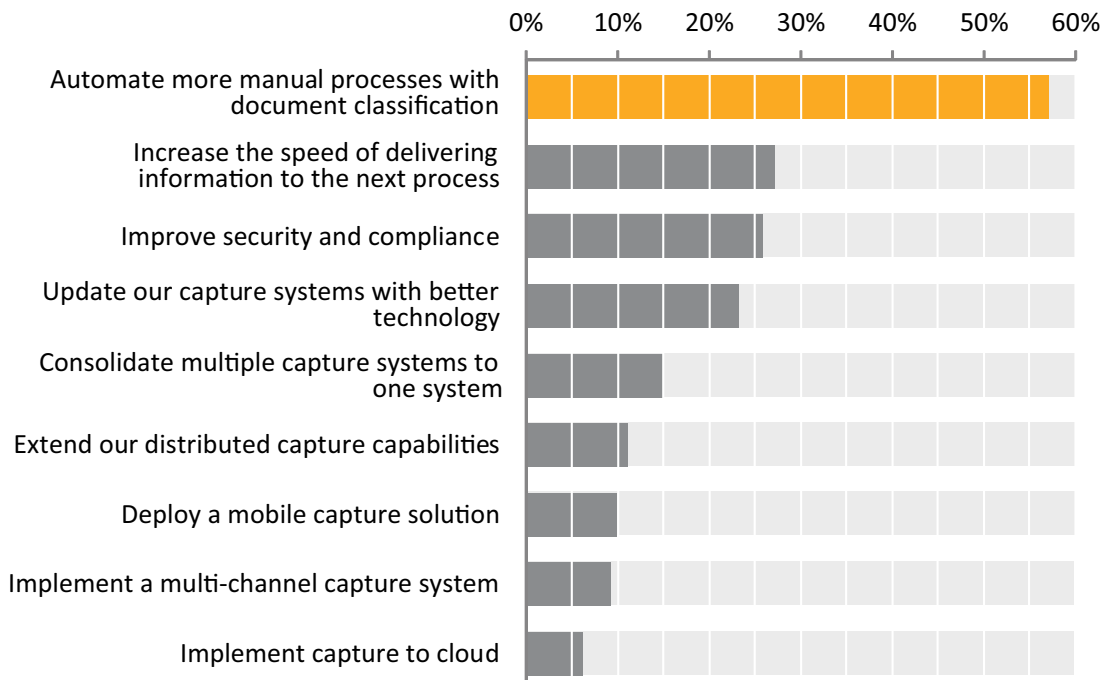 0% 10% 20% 30% 40% 50% 60%
Automate more manual processes with
document classification
Increase the speed of delivering
information to the next process
Improve security and compliance
Update our capture systems with better
technology
Consolidate multiple capture systems to
one system
Extend our distributed capture capabilities
Deploy a mobile capture solution
Implement a multi-channel capture system
Implement capture to cloud